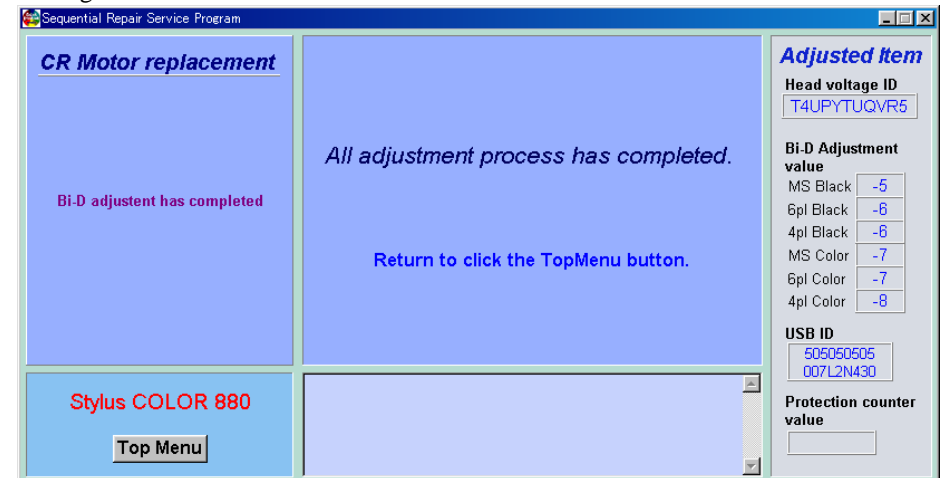 Sequential Repair Service Program
CR Motor replacement
Bi-D adjustent has completed
All adjustment process has completed.
Return to click the TopMenu button.
Stylus COLOR 880
Top Menu
Adjusted Item
Head voltage ID
T4UPYTUQVR5
Bi-D Adjustment
value
MS Black -5
6pl Black -6
4pl Black -6
MS Color -7
6pl Color -7
4pl Color -8
USB ID
505050505
007L2N430
Protection counter
value